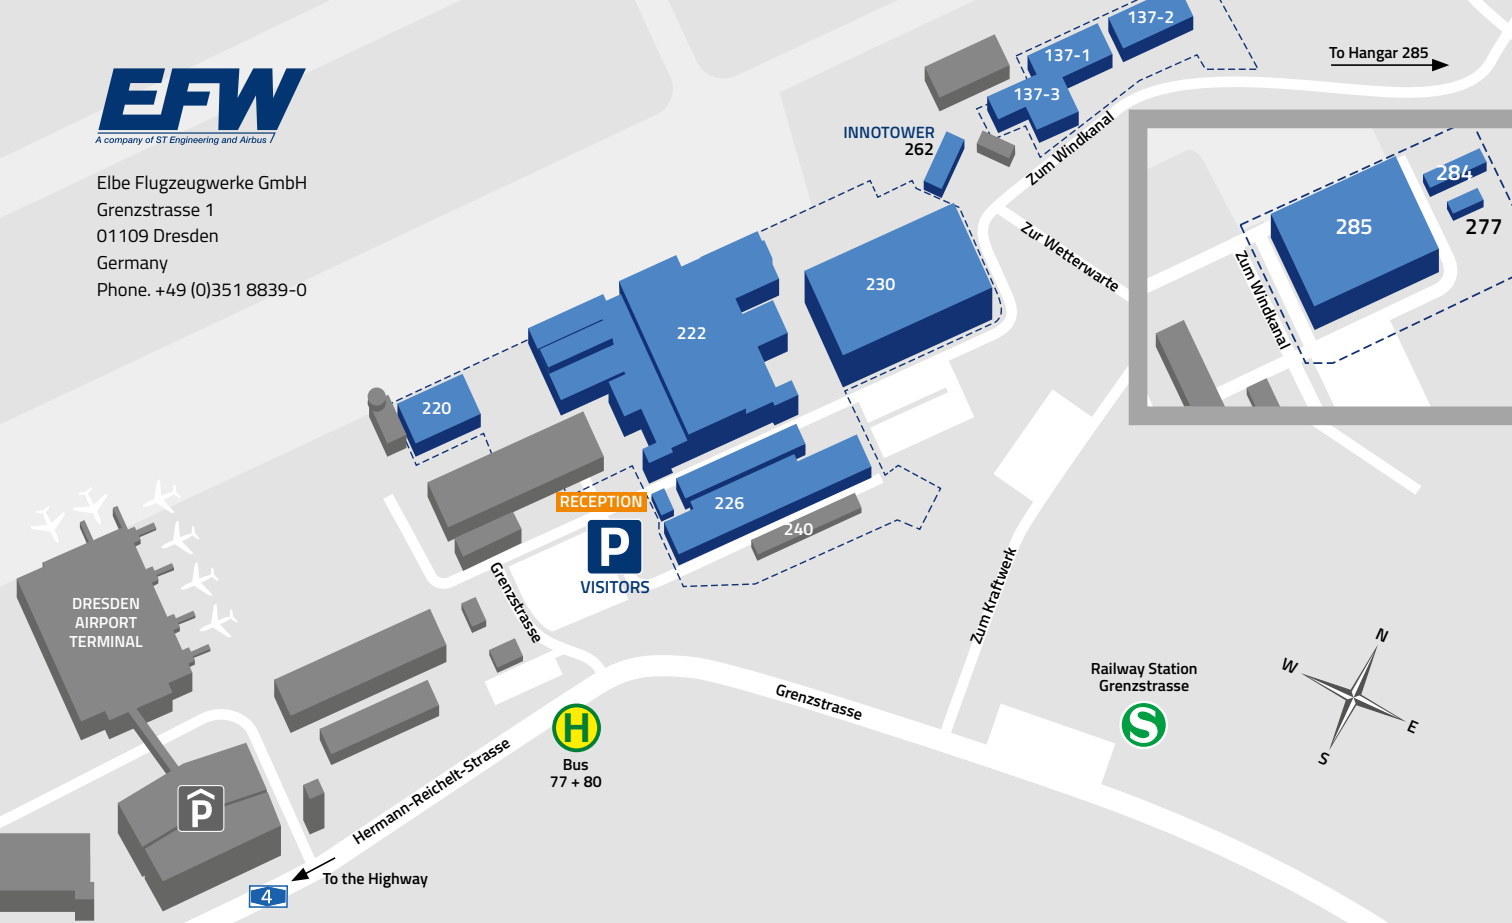 EFW
A company of ST Engineering and Airbus
Elbe Flugzeugwerke GmbH
Grenzstrasse 1
01109 Dresden
Germany
Phone. +49 (0)351 8839-0
137-2
137-1
137-3
To Hangar 285
INNOTOWER
262
Zum Windkanal
Zur Wetterwarte
284
285
277
Zum Windkanal
230
222
220
RECEPTION
226
240
P
VISITORS
Grenzstrasse
DRESDEN
AIRPORT
TERMINAL
Zum Kraftwerk
Grenzstrasse
Railway Station
Grenzstrasse
S
N
W
E
S
H
Bus
77 + 80
Hermann-Reichelt-Strasse
P
To the Highway
4